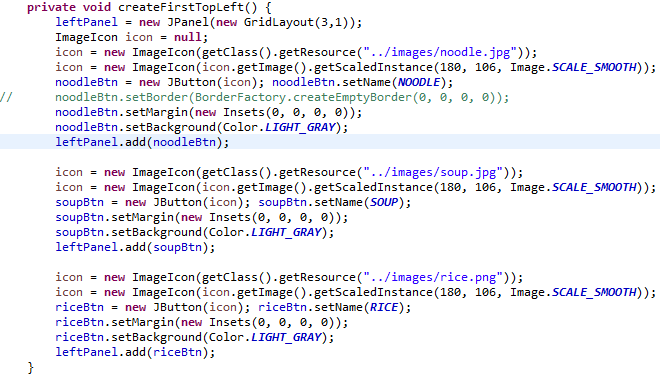 private void createFirstTopLeft() {
leftPanel = new JPanel(new GridLayout(3,1));
ImageIcon icon = null;
icon = new ImageIcon(getClass().getResource("../images/noodle.jpg"));
icon = new ImageIcon(icon.getImage().getScaledInstance(180, 106, Image.SCALE_SMOOTH));
noodleBtn = new JButton(icon); noodleBtn.setName(NOODLE);
// noodleBtn.setBorder(BorderFactory.createEmptyBorder(0, 0, 0, 0));
noodleBtn.setMargin(new Insets(0, 0, 0, 0));
noodleBtn.setBackground(Color.LIGHT_GRAY);
leftPanel.add(noodleBtn);
icon = new ImageIcon(getClass().getResource("../images/soup.jpg"));
icon = new ImageIcon(icon.getImage().getScaledInstance(180, 106, Image.SCALE_SMOOTH));
soupBtn = new JButton(icon); soupBtn.setName(SOUP);
soupBtn.setMargin(new Insets(0, 0, 0, 0));
soupBtn.setBackground(Color.LIGHT_GRAY);
leftPanel.add(soupBtn);
icon = new ImageIcon(getClass().getResource("../images/rice.png"));
icon = new ImageIcon(icon.getImage().getScaledInstance(180, 106, Image.SCALE_SMOOTH));
riceBtn = new JButton(icon); riceBtn.setName(RICE);
riceBtn.setMargin(new Insets(0, 0, 0, 0));
riceBtn.setBackground(Color.LIGHT_GRAY);
leftPanel.add(riceBtn);
}